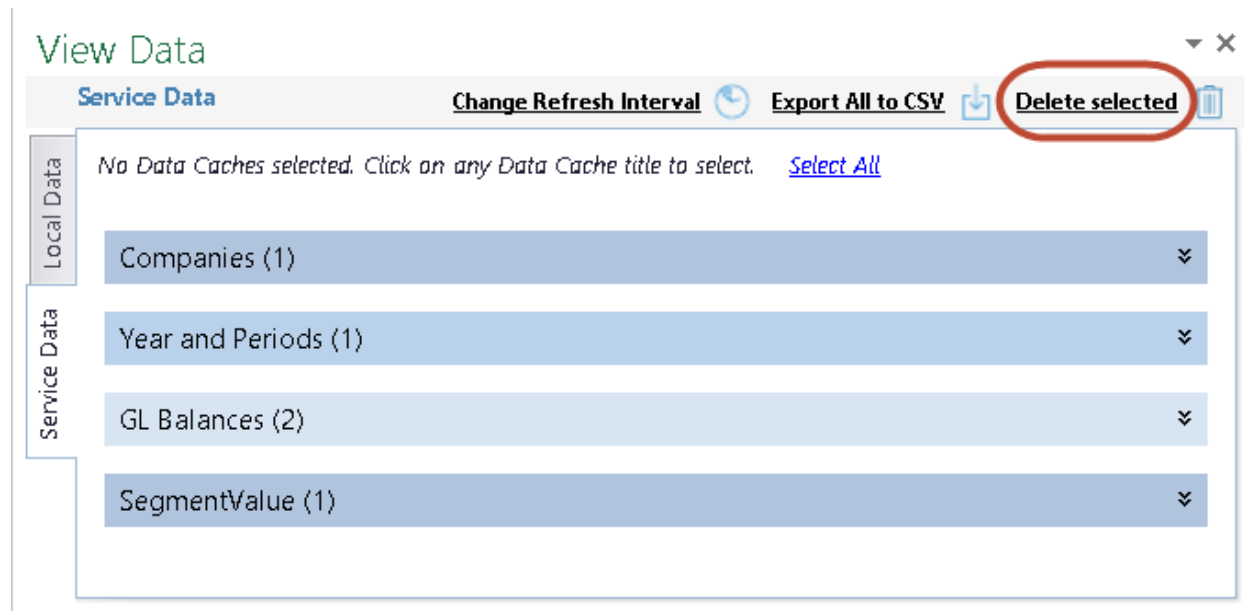 View Data
Service Data Change Refresh Interval Export All to CSV Delete selected
Local Data
No Data Caches selected. Click on any Data Cache title to select. Select All
Companies (1)
Year and Periods (1)
Service Data
GL Balances (2)
SegmentValue (1)